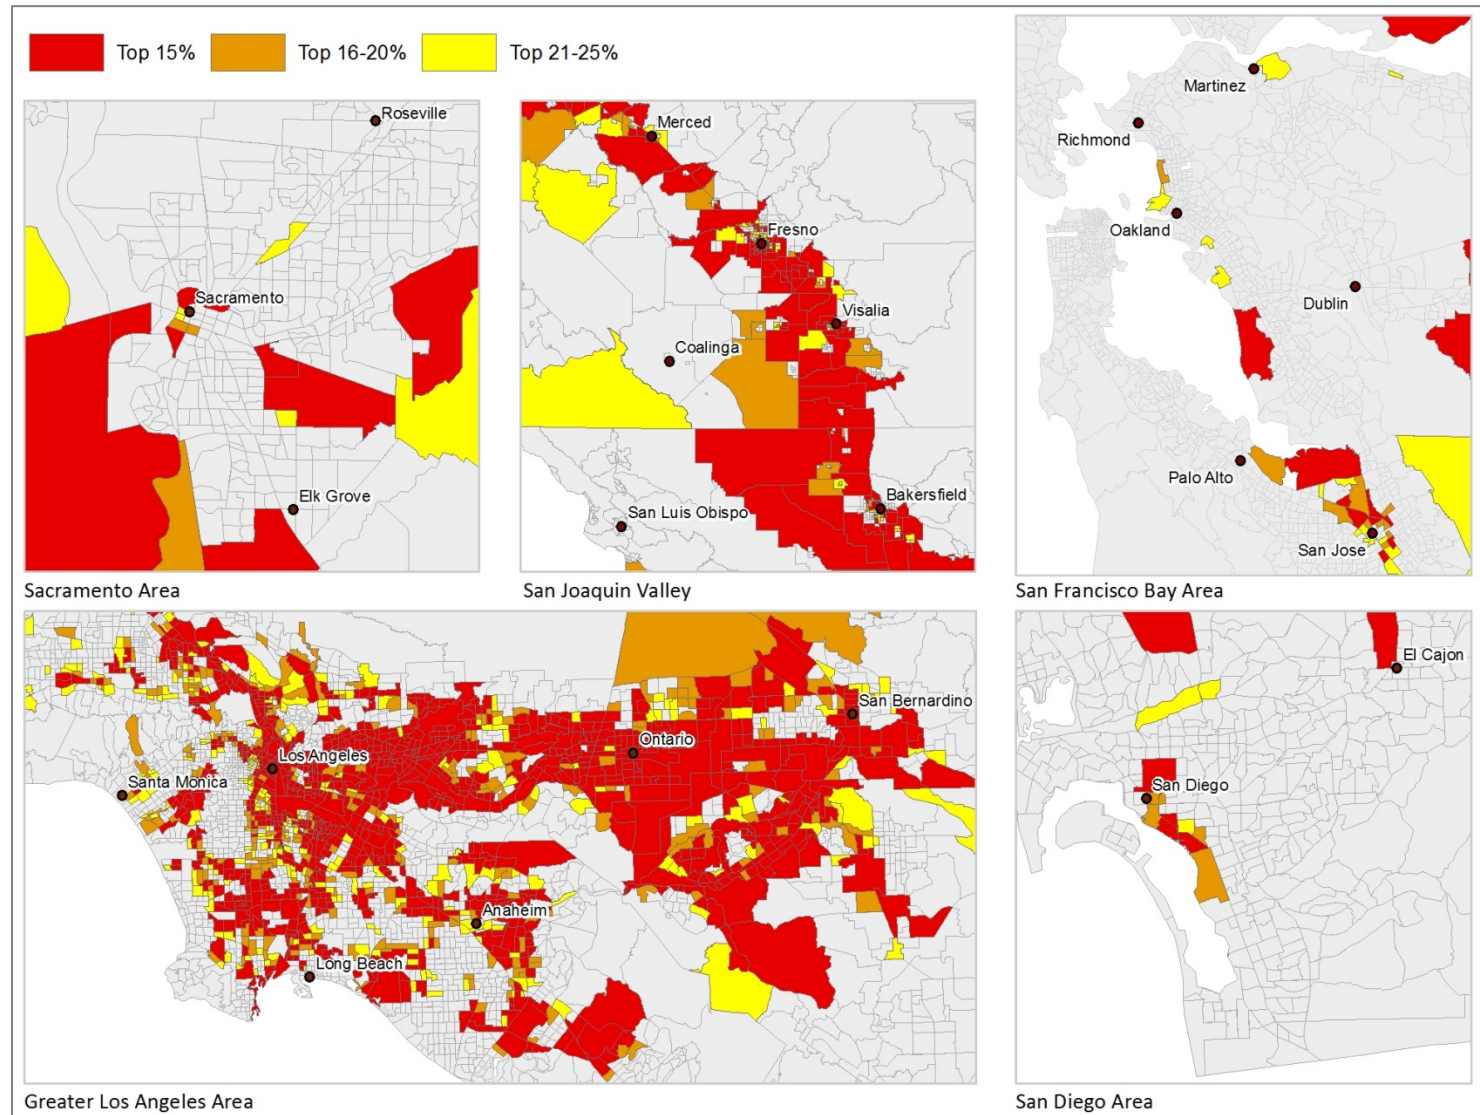 Top 15%
Top 16-20%
Top 21-25%
Roseville
Sacramento
Elk Grove
Sacramento Area
Merced
Fresno
Visalia
Coalinga
Bakersfield
San Luis Obispo
San Joaquin Valley
Martinez
Richmond
Oakland
Dublin
Palo Alto
San Jose
San Francisco Bay Area
San Bernardino
Ontario
Los Angeles
Santa Monica
Anaheim
Long Beach
Greater Los Angeles Area
El Cajon
San Diego
San Diego Area